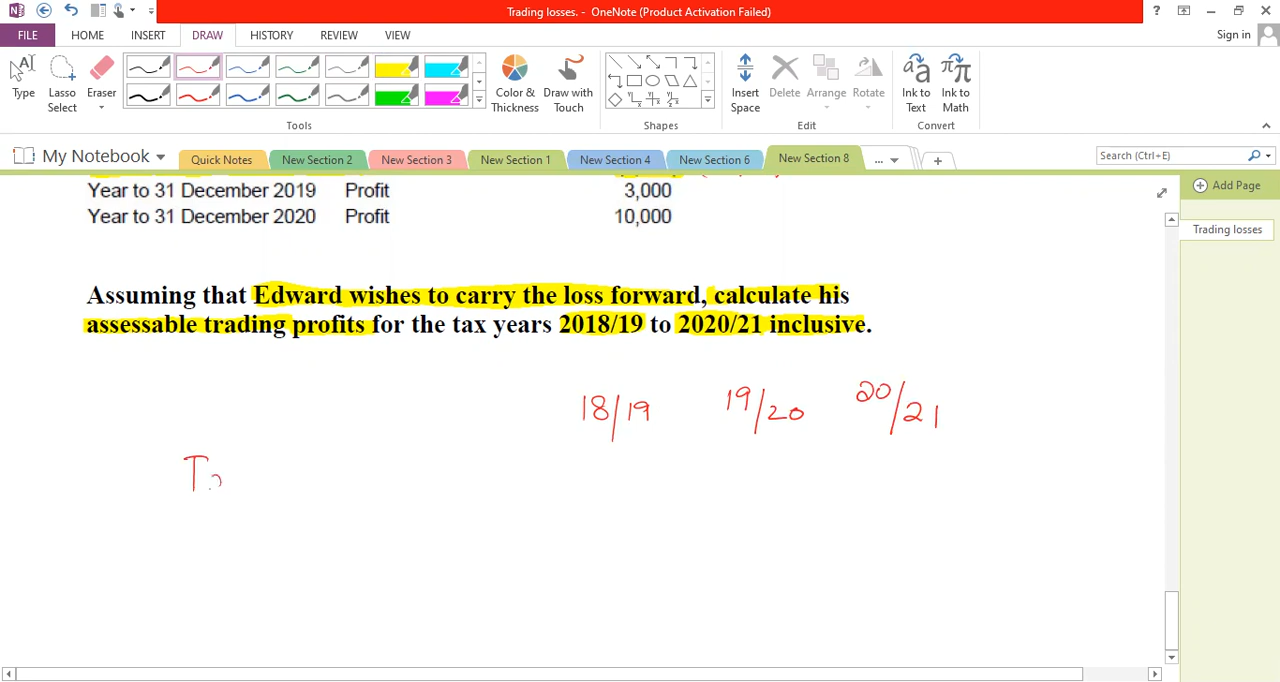 Trading losses. - OneNote (Product Activation Failed)
FILE HOME INSERT DRAW HISTORY REVIEW VIEW Sign in
Type Lasso Select Eraser Color & Thickness Draw with Touch Insert Space Delete Arrange Rotate Ink to Text Ink to Math
Tools Shapes Edit Convert
My Notebook Quick Notes New Section 2 New Section 3 New Section 1 New Section 4 New Section 6 New Section 8 ... Search (Ctrl+E)
Add Page
Trading losses
Year to 31 December 2019 Profit 3,000
Year to 31 December 2020 Profit 10,000
Assuming that Edward wishes to carry the loss forward, calculate his
assessable trading profits for the tax years 2018/19 to 2020/21 inclusive.
18/19 19/20 20/21